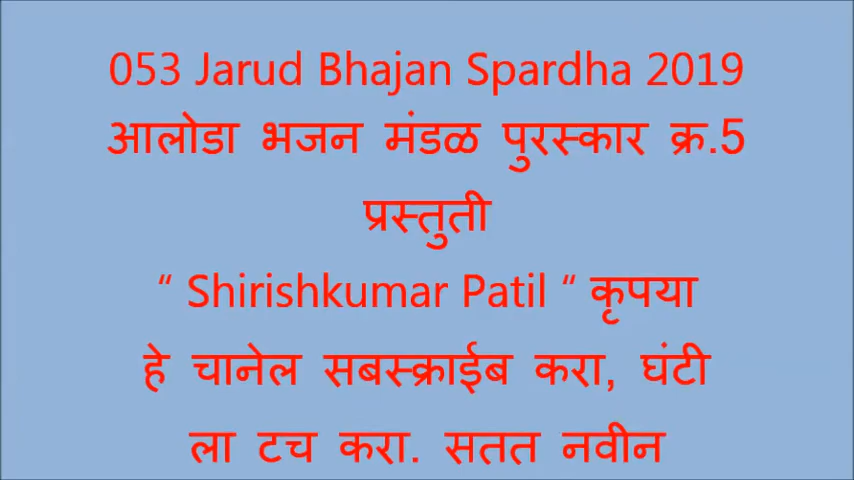 053 Jarud Bhajan Spardha 2019
आलोडा भजन मंडळ पुरस्कार क्र.5
प्रस्तुती
“ Shirishkumar Patil “ कृपया
हे चानेल सबस्क्राईब करा, घंटी
ला टच करा. सतत नवीन